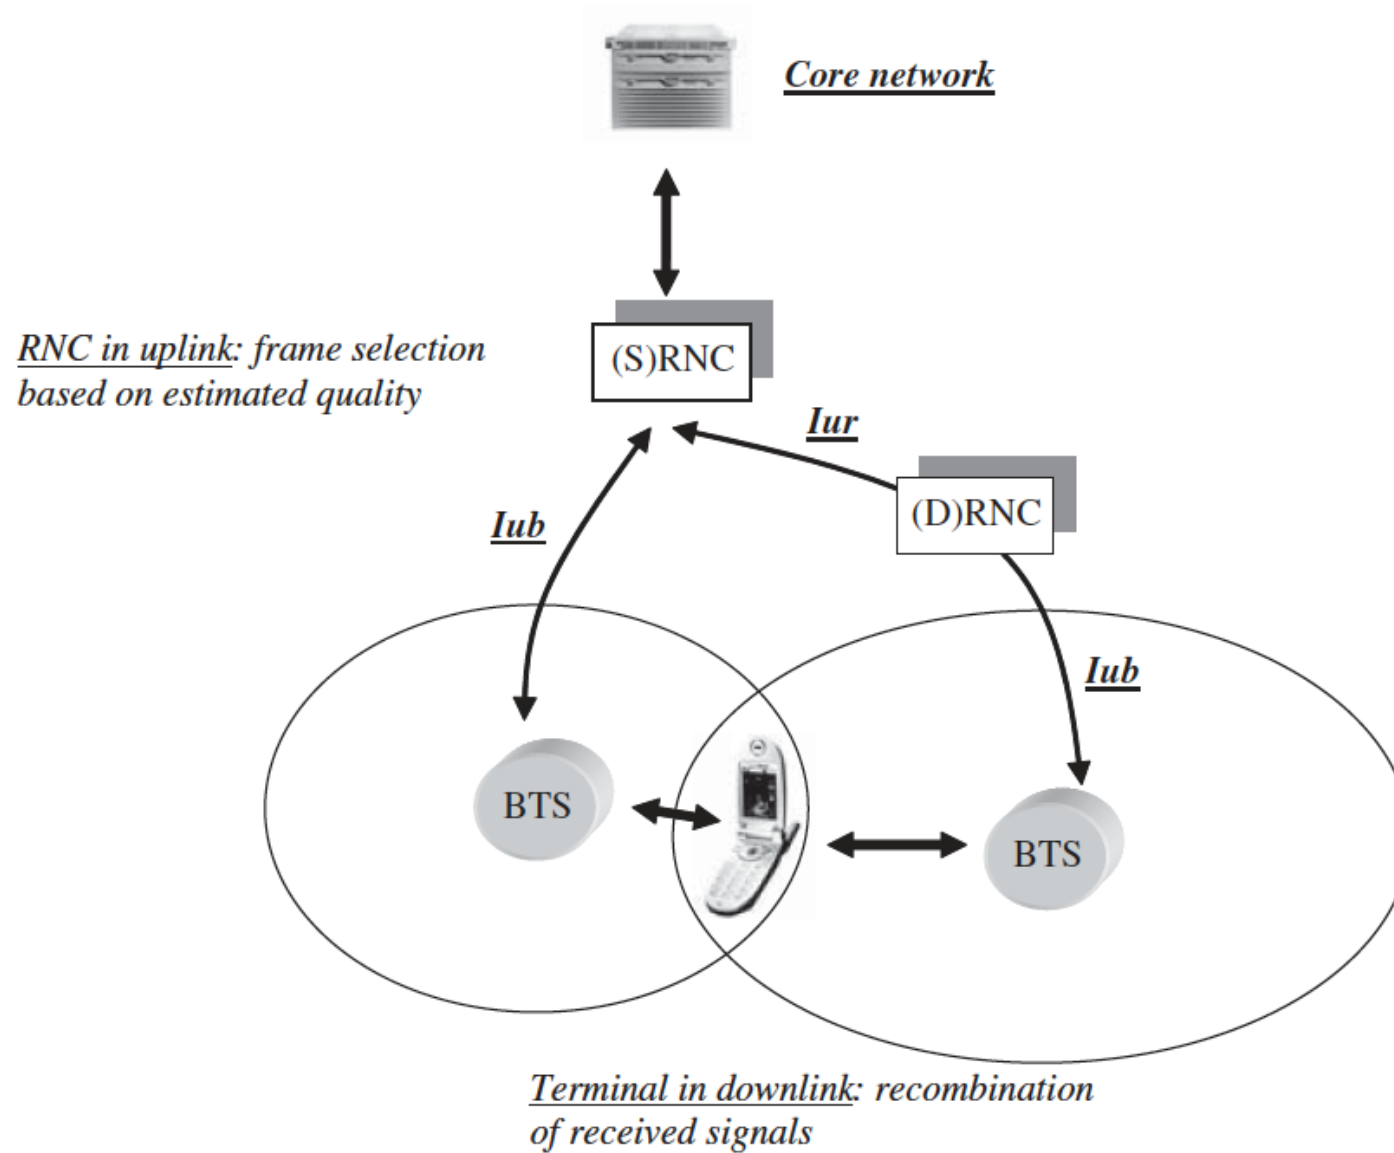 Core network
(S)RNC
RNC in uplink: frame selection
based on estimated quality
Iur
(D)RNC
Iub
Iub
BTS
BTS
Terminal in downlink: recombination
of received signals